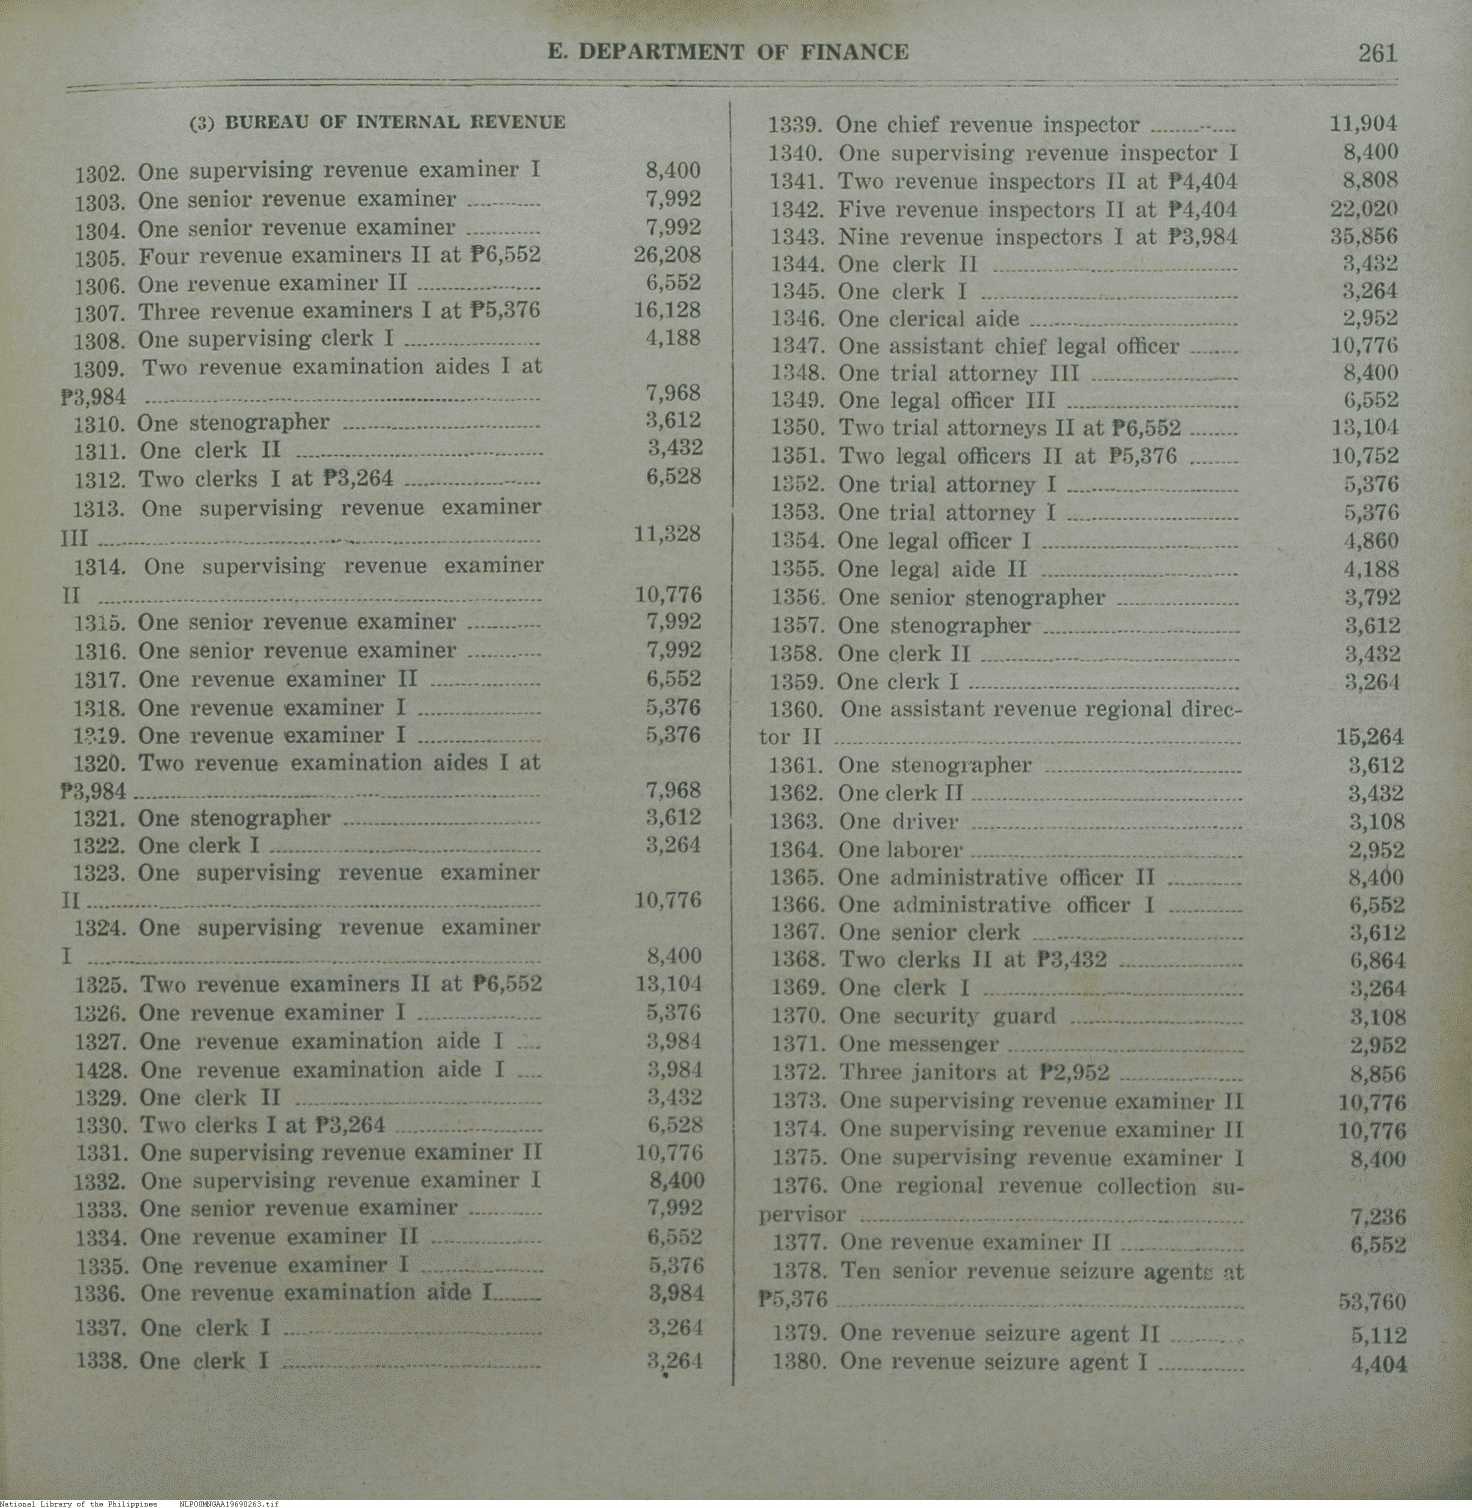 E. DEPARTMENT OF FINANCE 261
(3) BUREAU OF INTERNAL REVENUE
1302. One supervising revenue examiner I 8,400
1303. One senior revenue examiner 7,992
1304. One senior revenue examiner 7,992
1305. Four revenue examiners II at ₱6,552 26,208
1306. One revenue examiner II 6,552
1307. Three revenue examiners I at ₱5,376 16,128
1308. One supervising clerk I 4,188
1309. Two revenue examination aides I at
₱3,984 7,968
1310. One stenographer 3,612
1311. One clerk II 3,432
1312. Two clerks I at ₱3,264 6,528
1313. One supervising revenue examiner
III 11,328
1314. One supervising revenue examiner
II 10,776
1315. One senior revenue examiner 7,992
1316. One senior revenue examiner 7,992
1317. One revenue examiner II 6,552
1318. One revenue examiner I 5,376
1319. One revenue examiner I 5,376
1320. Two revenue examination aides I at
₱3,984 7,968
1321. One stenographer 3,612
1322. One clerk I 3,264
1323. One supervising revenue examiner
II 10,776
1324. One supervising revenue examiner
I 8,400
1325. Two revenue examiners II at ₱6,552 13,104
1326. One revenue examiner I 5,376
1327. One revenue examination aide I 3,984
1428. One revenue examination aide I 3,984
1329. One clerk II 3,432
1330. Two clerks I at ₱3,264 6,528
1331. One supervising revenue examiner II 10,776
1332. One supervising revenue examiner I 8,400
1333. One senior revenue examiner 7,992
1334. One revenue examiner II 6,552
1335. One revenue examiner I 5,376
1336. One revenue examination aide I 3,984
1337. One clerk I 3,264
1338. One clerk I 3,264
1339. One chief revenue inspector 11,904
1340. One supervising revenue inspector I 8,400
1341. Two revenue inspectors II at ₱4,404 8,808
1342. Five revenue inspectors II at ₱4,404 22,020
1343. Nine revenue inspectors I at ₱3,984 35,856
1344. One clerk II 3,432
1345. One clerk I 3,264
1346. One clerical aide 2,952
1347. One assistant chief legal officer 10,776
1348. One trial attorney III 8,400
1349. One legal officer III 6,552
1350. Two trial attorneys II at ₱6,552 13,104
1351. Two legal officers II at ₱5,376 10,752
1352. One trial attorney I 5,376
1353. One trial attorney I 5,376
1354. One legal officer I 4,860
1355. One legal aide II 4,188
1356. One senior stenographer 3,792
1357. One stenographer 3,612
1358. One clerk II 3,432
1359. One clerk I 3,264
1360. One assistant revenue regional direc-
tor II 15,264
1361. One stenographer 3,612
1362. One clerk II 3,432
1363. One driver 3,108
1364. One laborer 2,952
1365. One administrative officer II 8,400
1366. One administrative officer I 6,552
1367. One senior clerk 3,612
1368. Two clerks II at ₱3,432 6,864
1369. One clerk I 3,264
1370. One security guard 3,108
1371. One messenger 2,952
1372. Three janitors at ₱2,952 8,856
1373. One supervising revenue examiner II 10,776
1374. One supervising revenue examiner II 10,776
1375. One supervising revenue examiner I 8,400
1376. One regional revenue collection su-
pervisor 7,236
1377. One revenue examiner II 6,552
1378. Ten senior revenue seizure agents at
₱5,376 53,760
1379. One revenue seizure agent II 5,112
1380. One revenue seizure agent I 4,404
National Library of the Philippines NLPOOMNGAA19690263.tif